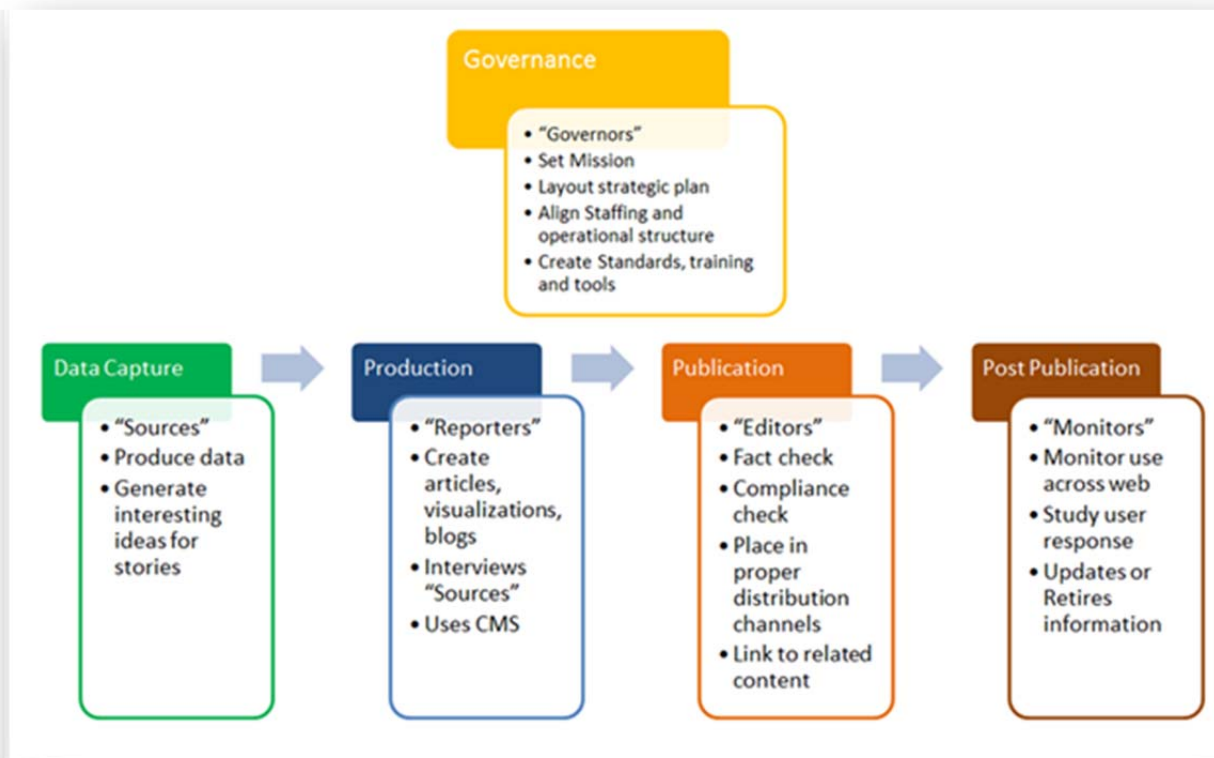 Governance
• “Governors”
• Set Mission
• Layout strategic plan
• Align Staffing and
operational structure
• Create Standards, training
and tools
Data Capture
• “Sources”
• Produce data
• Generate
interesting
ideas for
stories
Production
• “Reporters”
• Create
articles,
visualizations,
blogs
• Interviews
“Sources”
• Uses CMS
Publication
• “Editors”
• Fact check
• Compliance
check
• Place in
proper
distribution
channels
• Link to related
content
Post Publication
• “Monitors”
• Monitor use
across web
• Study user
response
• Updates or
Retires
information